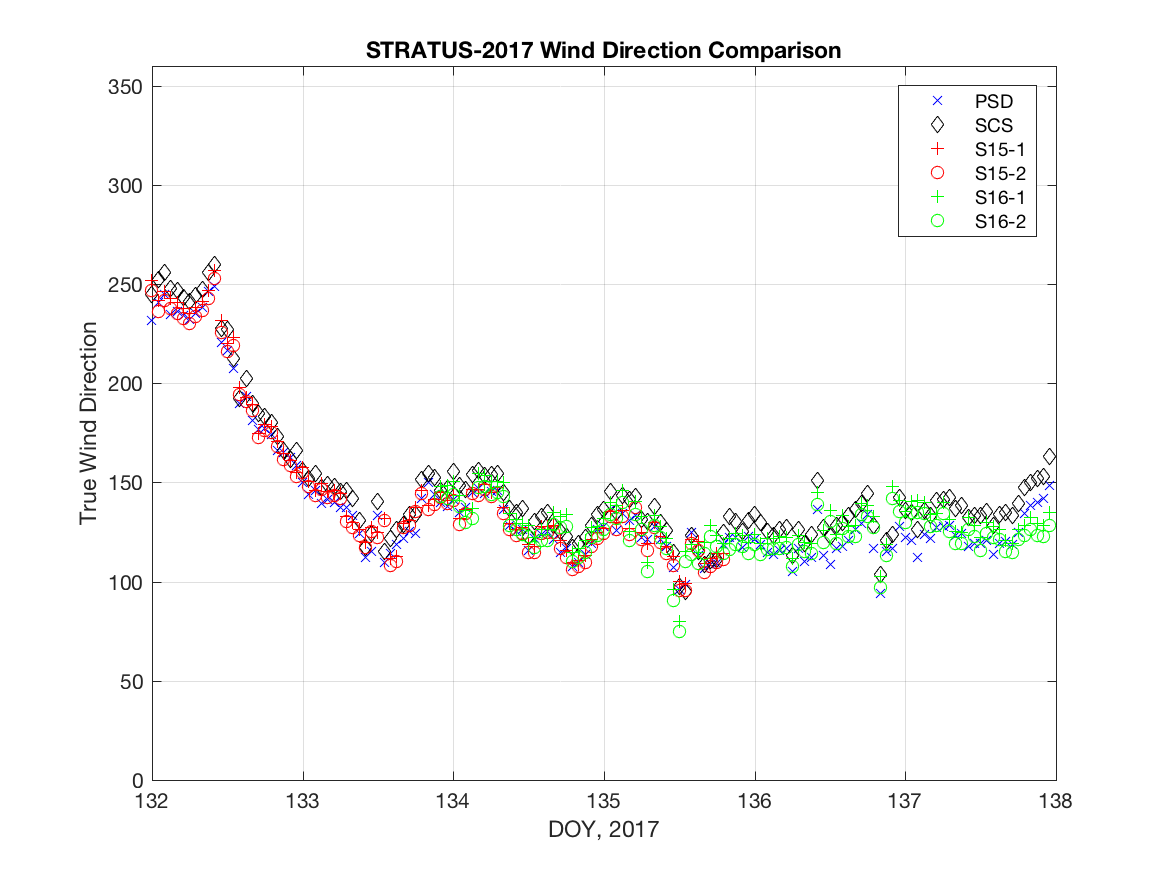 STRATUS-2017 Wind Direction Comparison
350
300
250
200
150
100
50
0
True Wind Direction
PSD
SCS
S15-1
S15-2
S16-1
S16-2
132 133 134 135 136 137 138
DOY, 2017